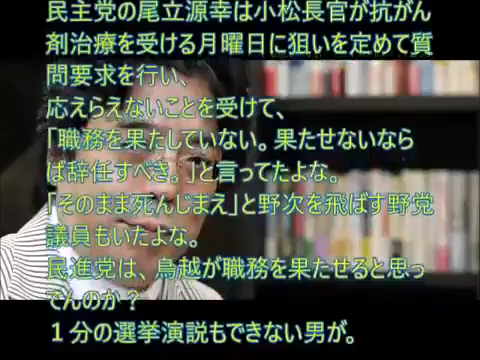 民主党の尾立源幸は小松長官が抗がん
剤治療を受ける月曜日に狙いを定めて質
問要求を行い、
応えらえないことを受けて、
「職務を果たしていない。果たせないなら
ば辞任すべき。」と言ってたよな。
「そのまま死んじまえ」と野次を飛ばす野党
議員もいたよな。
民進党は、鳥越が職務を果たせると思っ
てんのか？
１分の選挙演説もできない男が。